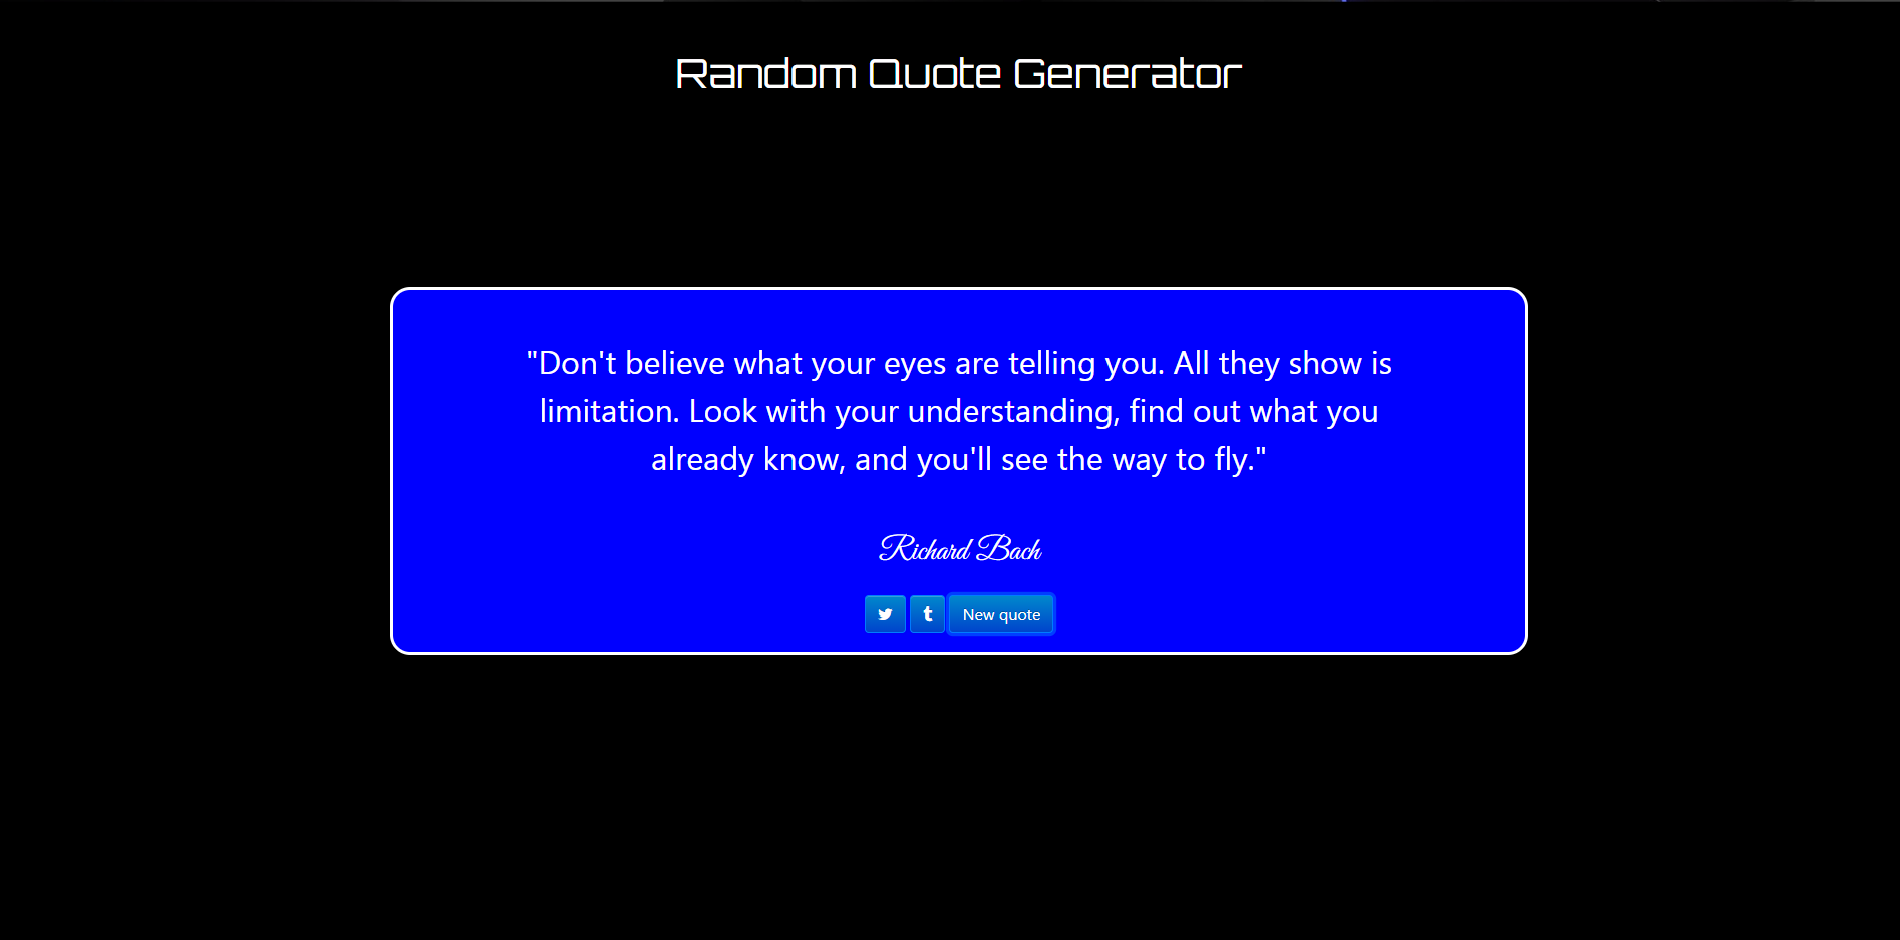 Random Quote Generator
"Don't believe what your eyes are telling you. All they show is
limitation. Look with your understanding, find out what you
already know, and you'll see the way to fly."
Richard Bach
New quote